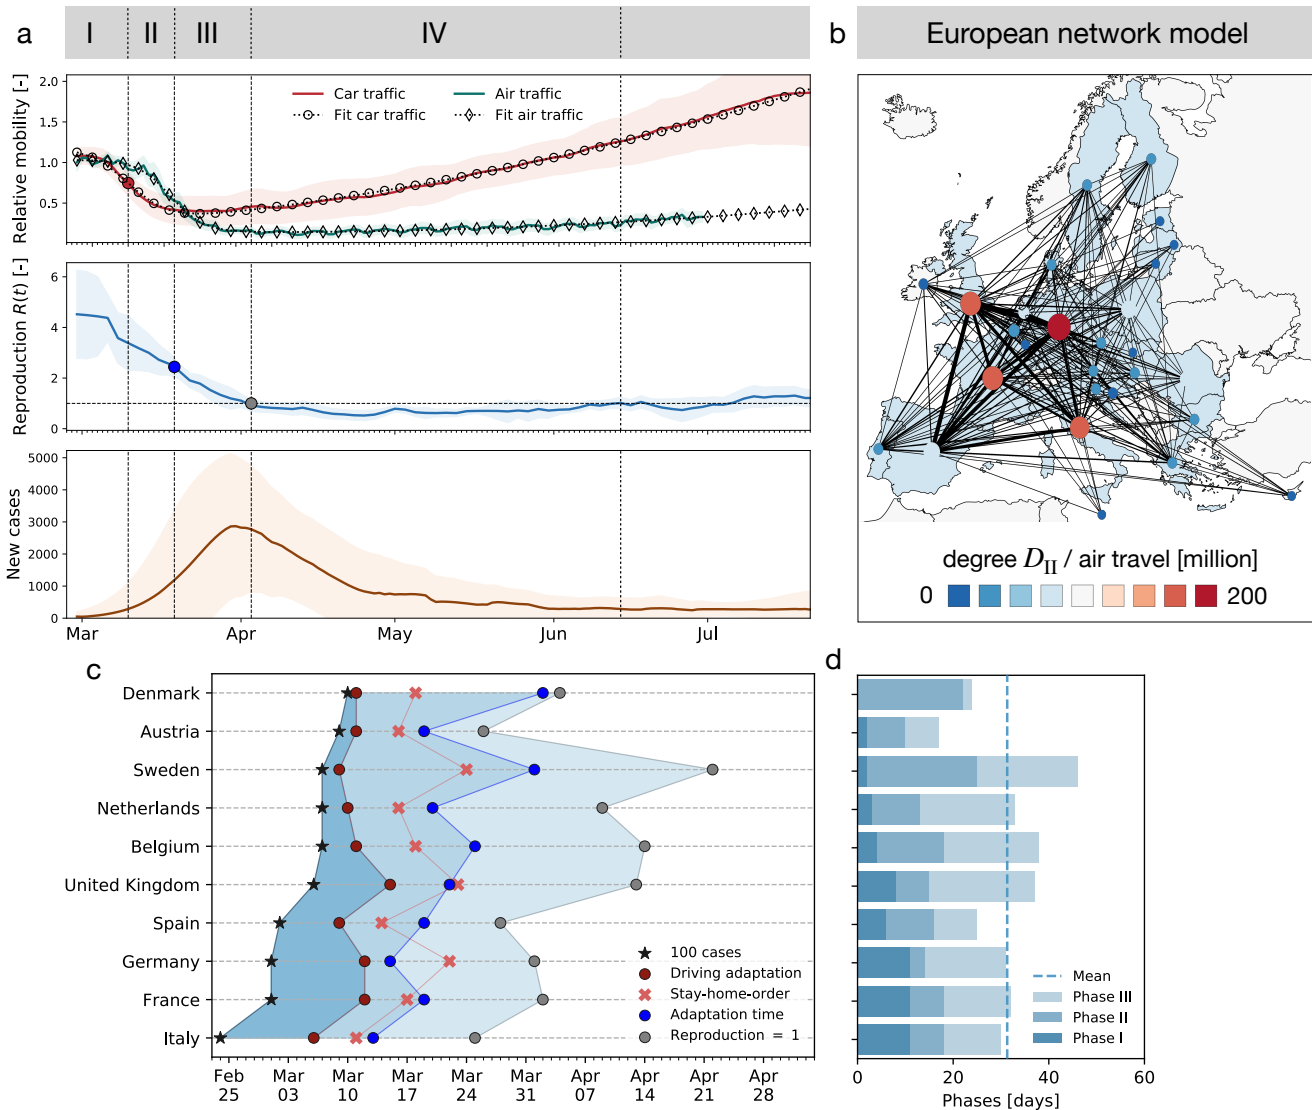 a
I II III IV
Relative mobility [-]
2.0
1.5
1.0
0.5
Car traffic
Fit car traffic
Air traffic
Fit air traffic
Reproduction R(t) [-]
6
4
2
0
New cases
5000
4000
3000
2000
1000
0
Mar Apr May Jun Jul
b
European network model
degree D_II / air travel [million]
0 200
c
Denmark
Austria
Sweden
Netherlands
Belgium
United Kingdom
Spain
Germany
France
Italy
100 cases
Driving adaptation
Stay-home-order
Adaptation time
Reproduction = 1
Feb Mar Mar Mar Mar Mar Apr Apr Apr Apr
25 03 10 17 24 31 07 14 21 28
d
Mean
Phase III
Phase II
Phase I
0 20 40 60
Phases [days]